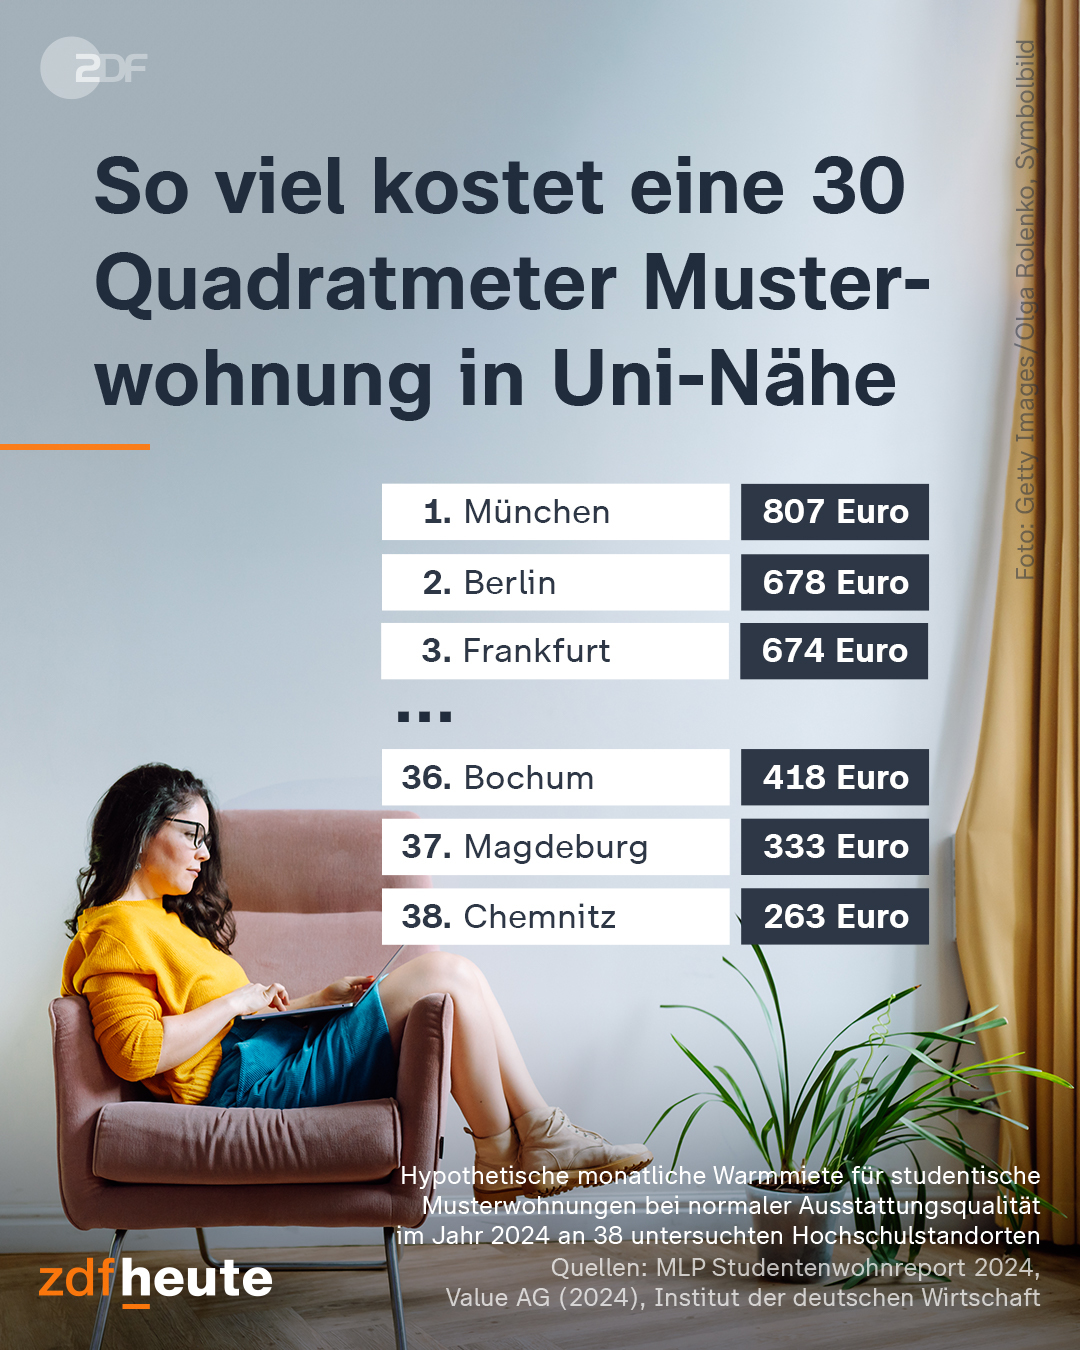 ZDF
Foto: Getty Images/Olga Rolenko, Symbolbild
So viel kostet eine 30
Quadratmeter Muster-
wohnung in Uni-Nähe
1. München 807 Euro
2. Berlin 678 Euro
3. Frankfurt 674 Euro
...
36. Bochum 418 Euro
37. Magdeburg 333 Euro
38. Chemnitz 263 Euro
Hypothetische monatliche Warmmiete für studentische
Musterwohnungen bei normaler Ausstattungsqualität
im Jahr 2024 an 38 untersuchten Hochschulstandorten
Quellen: MLP Studentenwohnreport 2024,
Value AG (2024), Institut der deutschen Wirtschaft
zdfheute